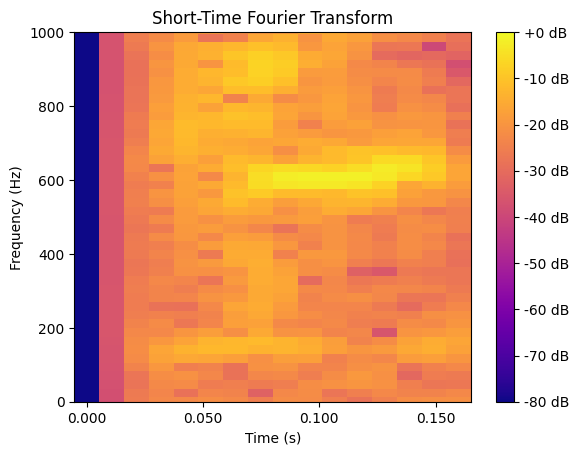 Short-Time Fourier Transform
1000
800
600
400
200
0
Frequency (Hz)
0.000
0.050
0.100
0.150
Time (s)
+0 dB
-10 dB
-20 dB
-30 dB
-40 dB
-50 dB
-60 dB
-70 dB
-80 dB